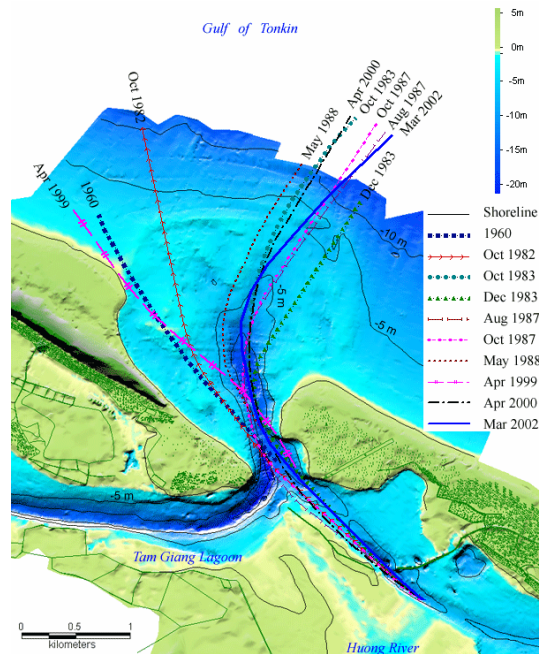 Gulf of Tonkin
5m
0m
-5m
-10m
-15m
-20m
Oct 1982
Apr 1999
1960
May 1988
Apr 2000
Oct 1983
Oct 1987
Aug 1987
Mar 2002
Dec 1983
-10 m
-5 m
-5 m
-5 m
Shoreline
1960
Oct 1982
Oct 1983
Dec 1983
Aug 1987
Oct 1987
May 1988
Apr 1999
Apr 2000
Mar 2002
Tam Giang Lagoon
Huong River
0 .5 1
kilometers